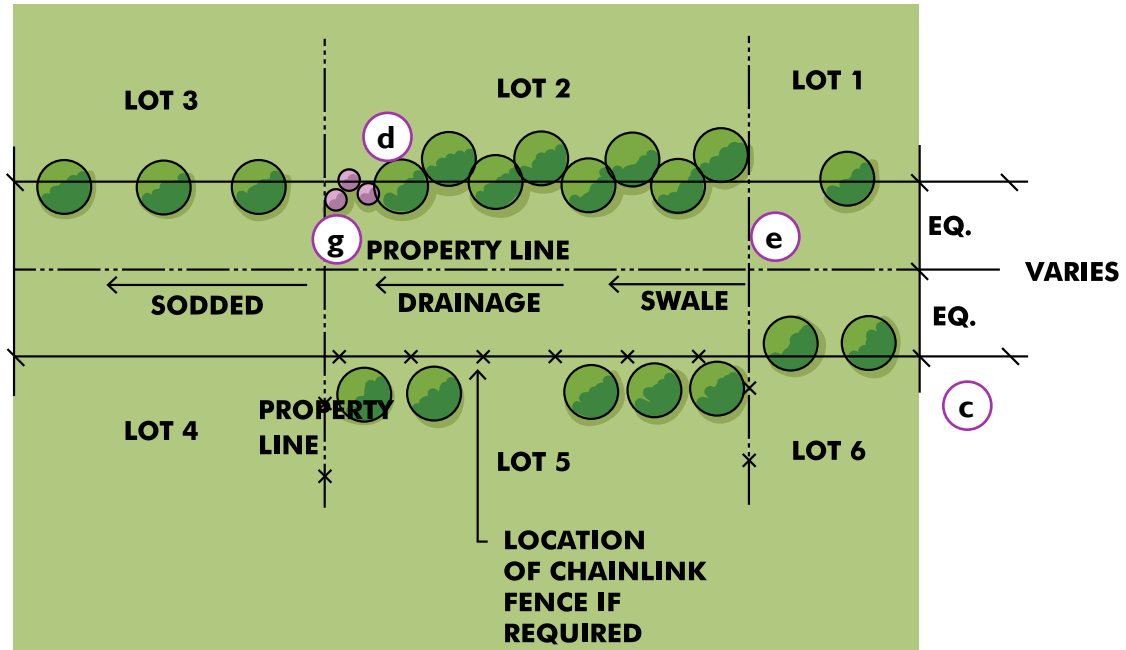 LOT 3
LOT 2
LOT 1
d
g
PROPERTY LINE
e
EQ.
VARIES
SODDED
DRAINAGE
SWALE
EQ.
c
PROPERTY
LINE
LOT 4
LOT 5
LOT 6
LOCATION
OF CHAINLINK
FENCE IF
REQUIRED